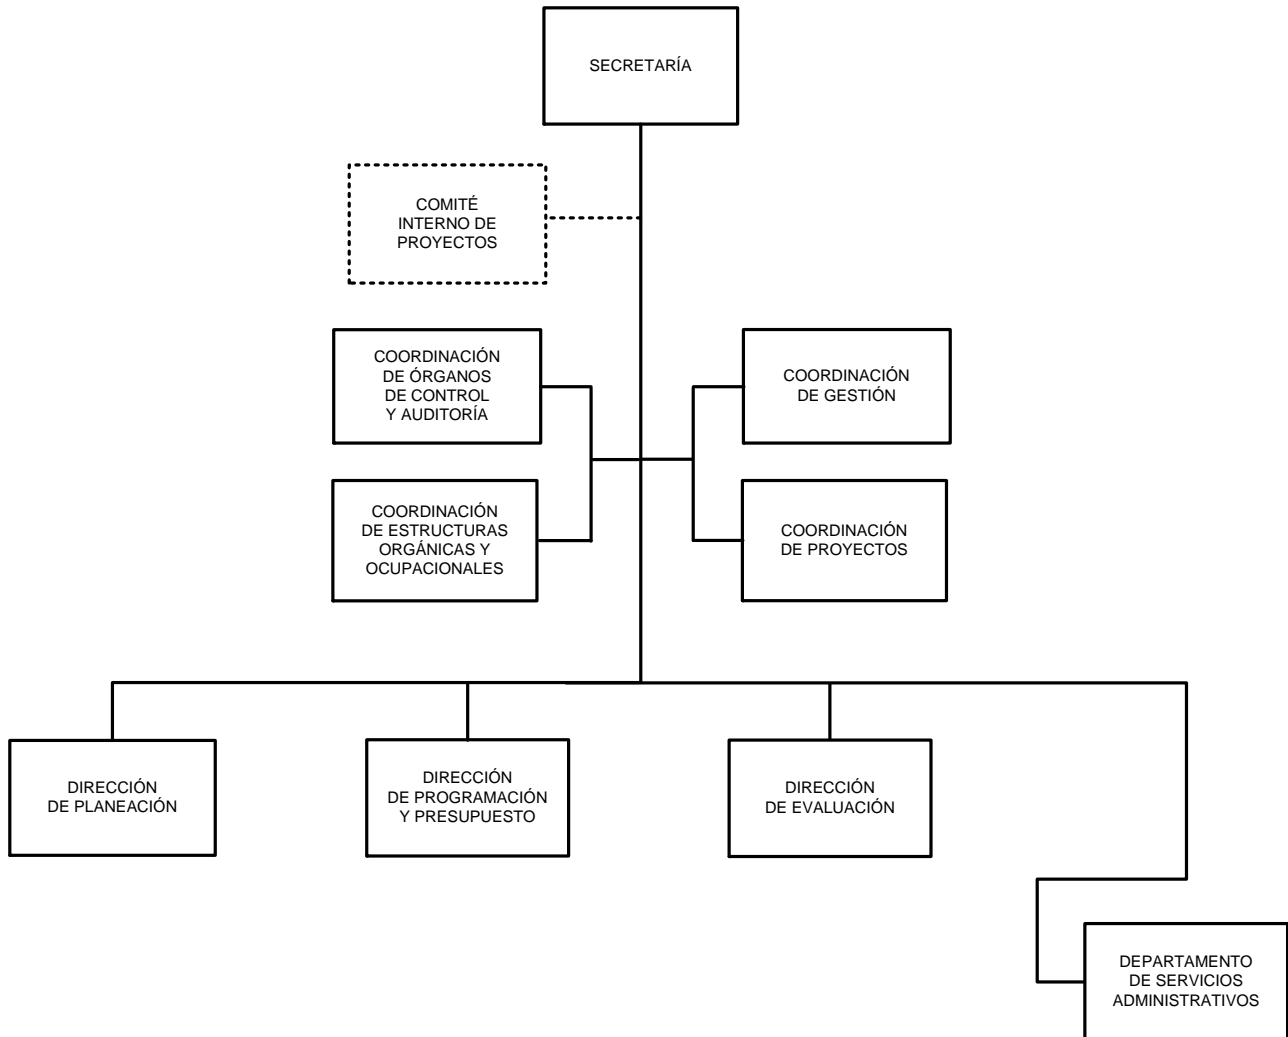 SECRETARÍA
COMITÉ
INTERNO DE
PROYECTOS
COORDINACIÓN
DE ÓRGANOS
DE CONTROL
Y AUDITORÍA
COORDINACIÓN
DE GESTIÓN
COORDINACIÓN
DE ESTRUCTURAS
ORGÁNICAS Y
OCUPACIONALES
COORDINACIÓN
DE PROYECTOS
DIRECCIÓN
DE PLANEACIÓN
DIRECCIÓN
DE PROGRAMACIÓN
Y PRESUPUESTO
DIRECCIÓN
DE EVALUACIÓN
DEPARTAMENTO
DE SERVICIOS
ADMINISTRATIVOS